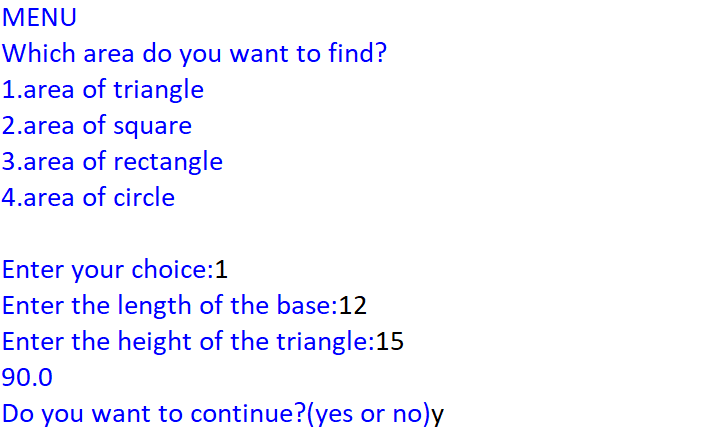 MENU
Which area do you want to find?
1.area of triangle
2.area of square
3.area of rectangle
4.area of circle
Enter your choice:1
Enter the length of the base:12
Enter the height of the triangle:15
90.0
Do you want to continue?(yes or no)y